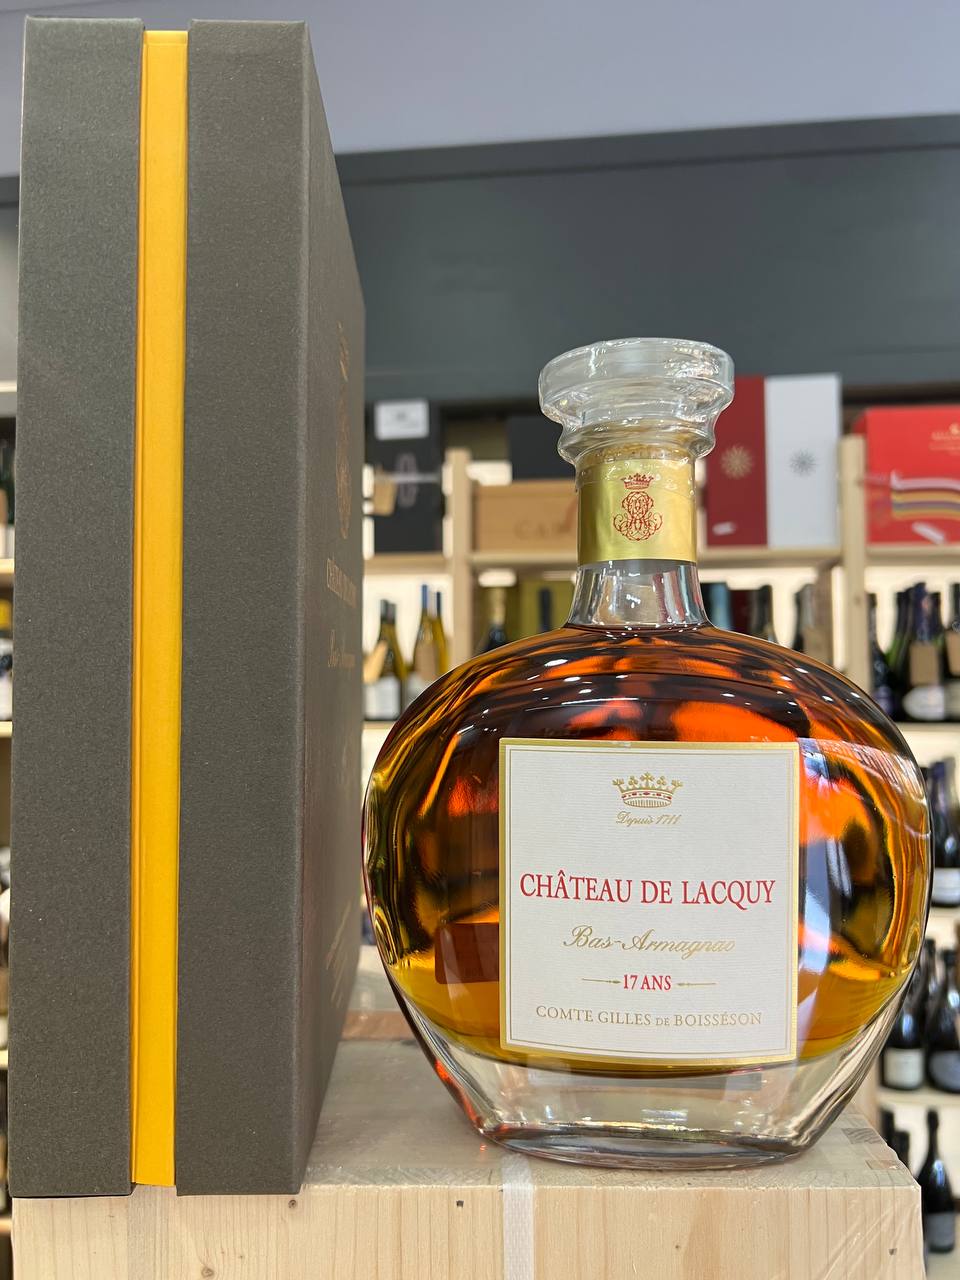 Depuis 1711
CHÂTEAU DE LACQUY
Bas-Armagnac
17 ANS
COMTE GILLES DE BOISSÉSON